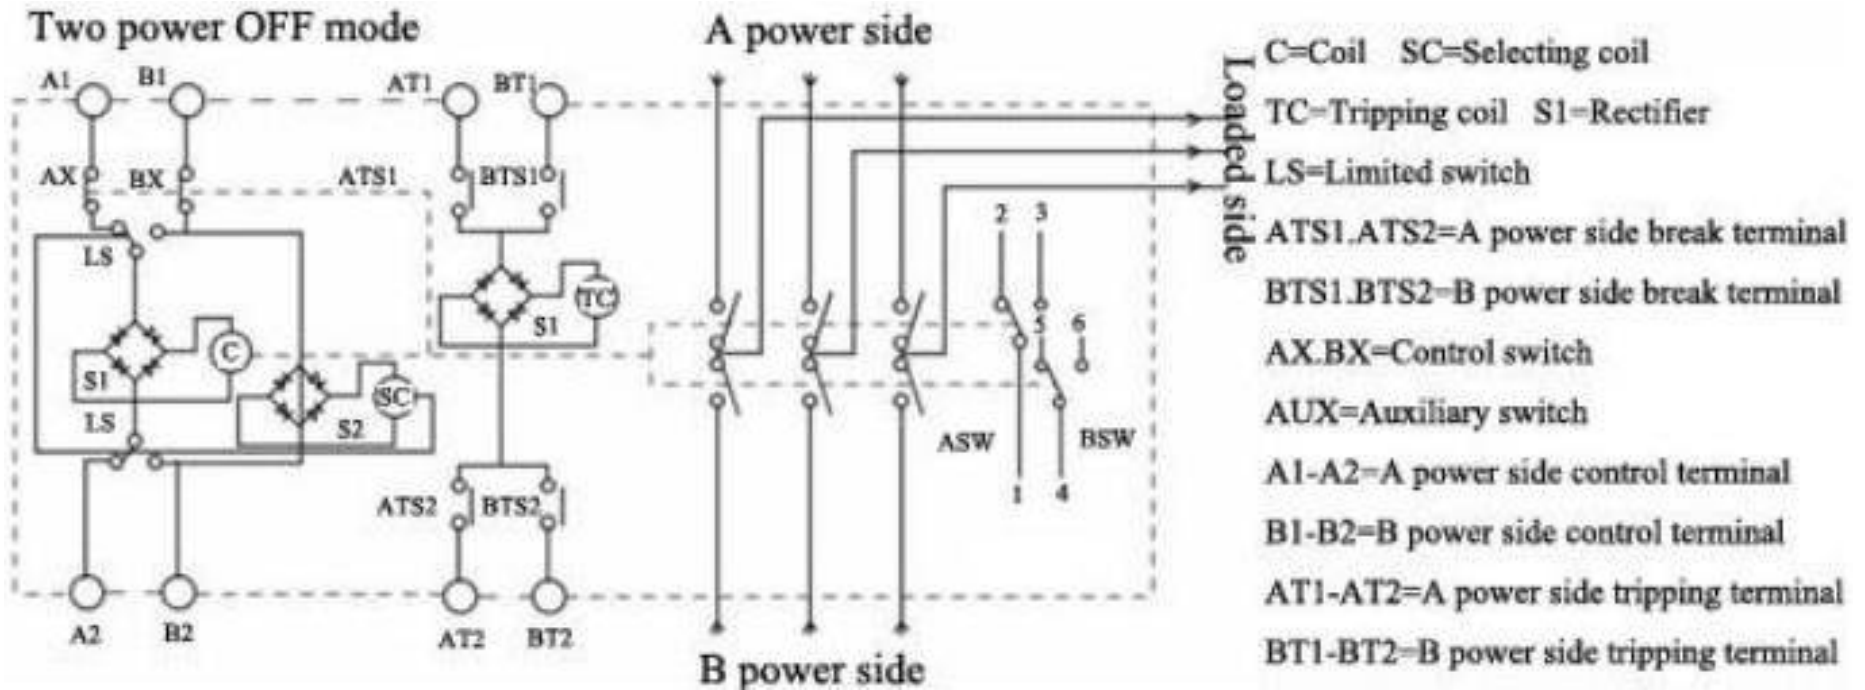 Two power OFF mode
A power side
A1
B1
AT1
BT1
AX
BX
ATS1
BTS1
LS
S1
C
LS
S2
SC
S1
TC
ATS2
BTS2
A2
B2
AT2
BT2
2
3
5
6
ASW
BSW
1
4
B power side
Loaded side
C=Coil SC=Selecting coil
TC=Tripping coil S1=Rectifier
LS=Limited switch
ATS1.ATS2=A power side break terminal
BTS1.BTS2=B power side break terminal
AX.BX=Control switch
AUX=Auxiliary switch
A1-A2=A power side control terminal
B1-B2=B power side control terminal
AT1-AT2=A power side tripping terminal
BT1-BT2=B power side tripping terminal